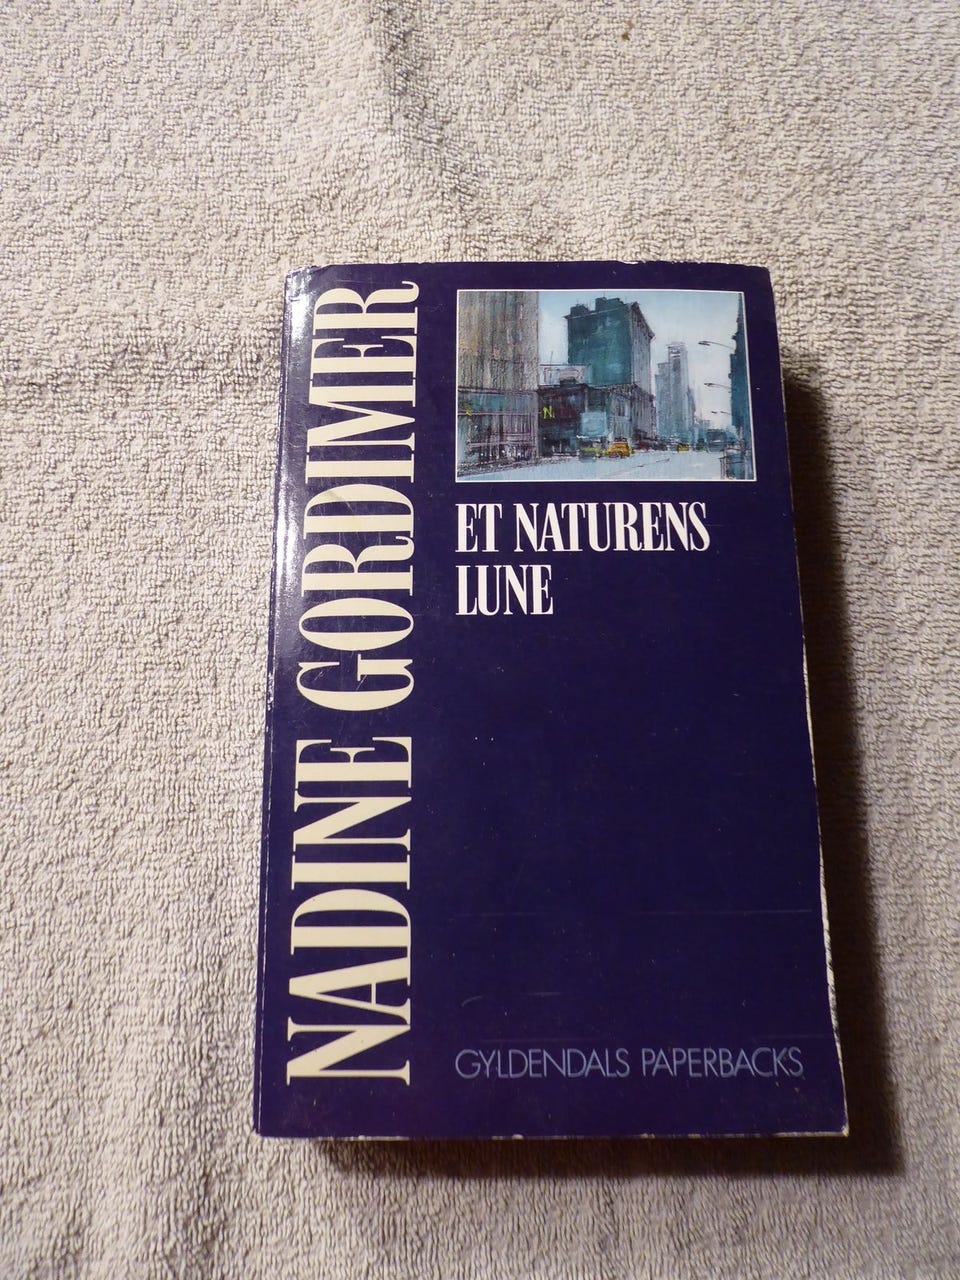 NADINE GORDIMER
ET NATURENS
LUNE
GYLDENDALS PAPERBACKS